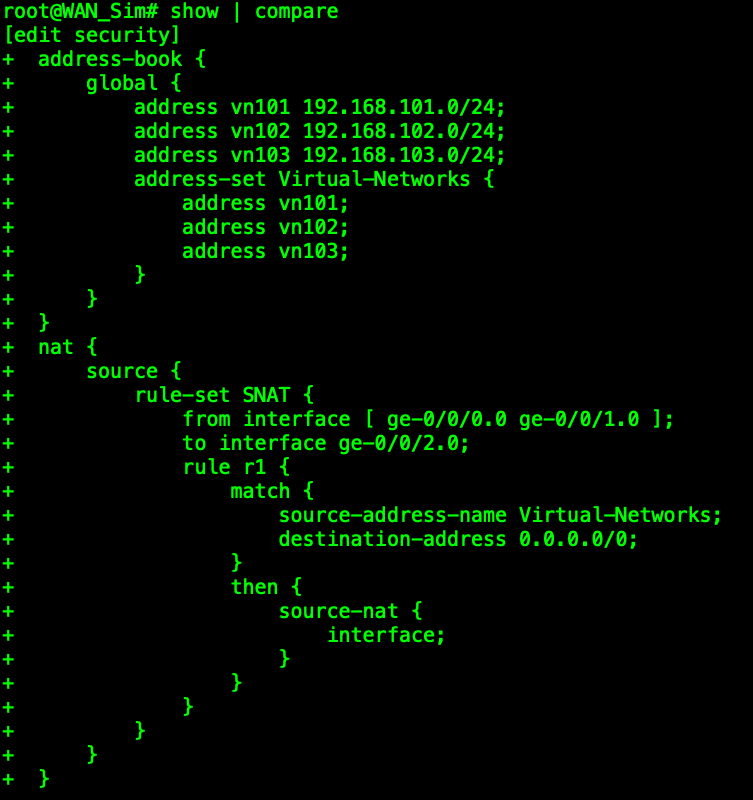 root@WAN_Sim# show | compare
[edit security]
+  address-book {
+      global {
+          address vn101 192.168.101.0/24;
+          address vn102 192.168.102.0/24;
+          address vn103 192.168.103.0/24;
+          address-set Virtual-Networks {
+              address vn101;
+              address vn102;
+              address vn103;
+          }
+      }
+  }
+  nat {
+      source {
+          rule-set SNAT {
+              from interface [ ge-0/0/0.0 ge-0/0/1.0 ];
+              to interface ge-0/0/2.0;
+              rule r1 {
+                  match {
+                      source-address-name Virtual-Networks;
+                      destination-address 0.0.0.0/0;
+                  }
+                  then {
+                      source-nat {
+                          interface;
+                      }
+                  }
+              }
+          }
+      }
+  }